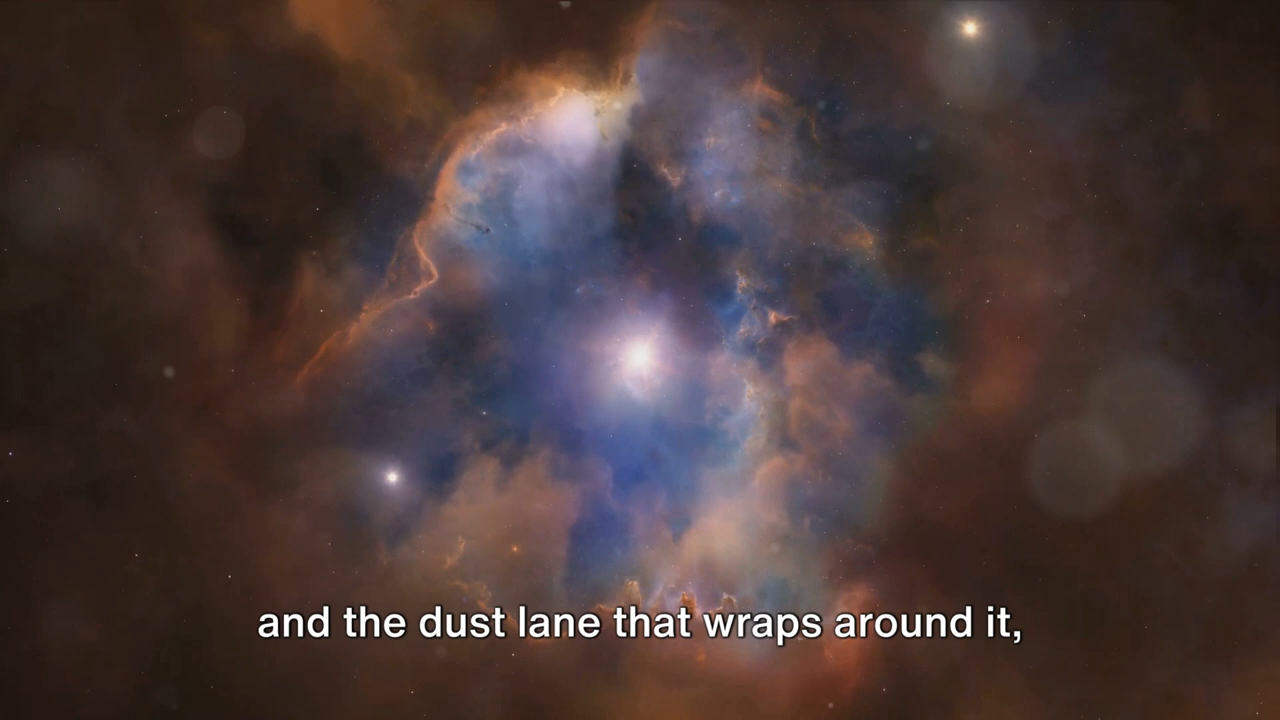 and the dust lane that wraps around it,